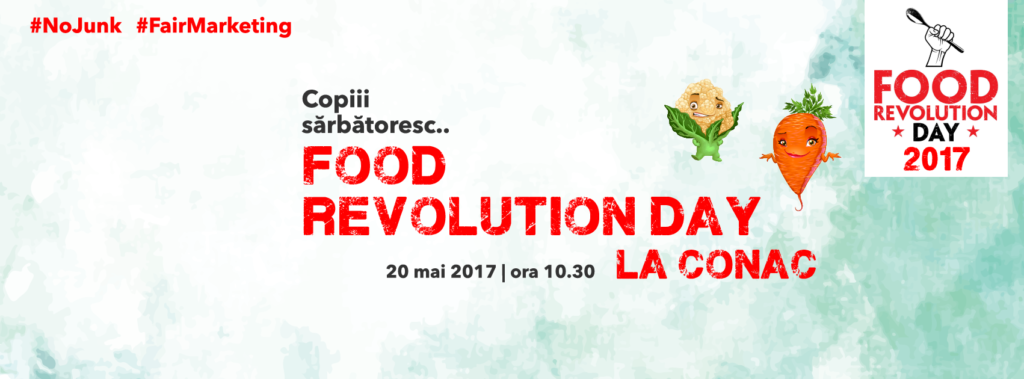 #NoJunk #FairMarketing
Copiii
sărbătoresc..
FOOD
REVOLUTION DAY
LA CONAC
20 mai 2017 | ora 10.30
FOOD
REVOLUTION
DAY
2017